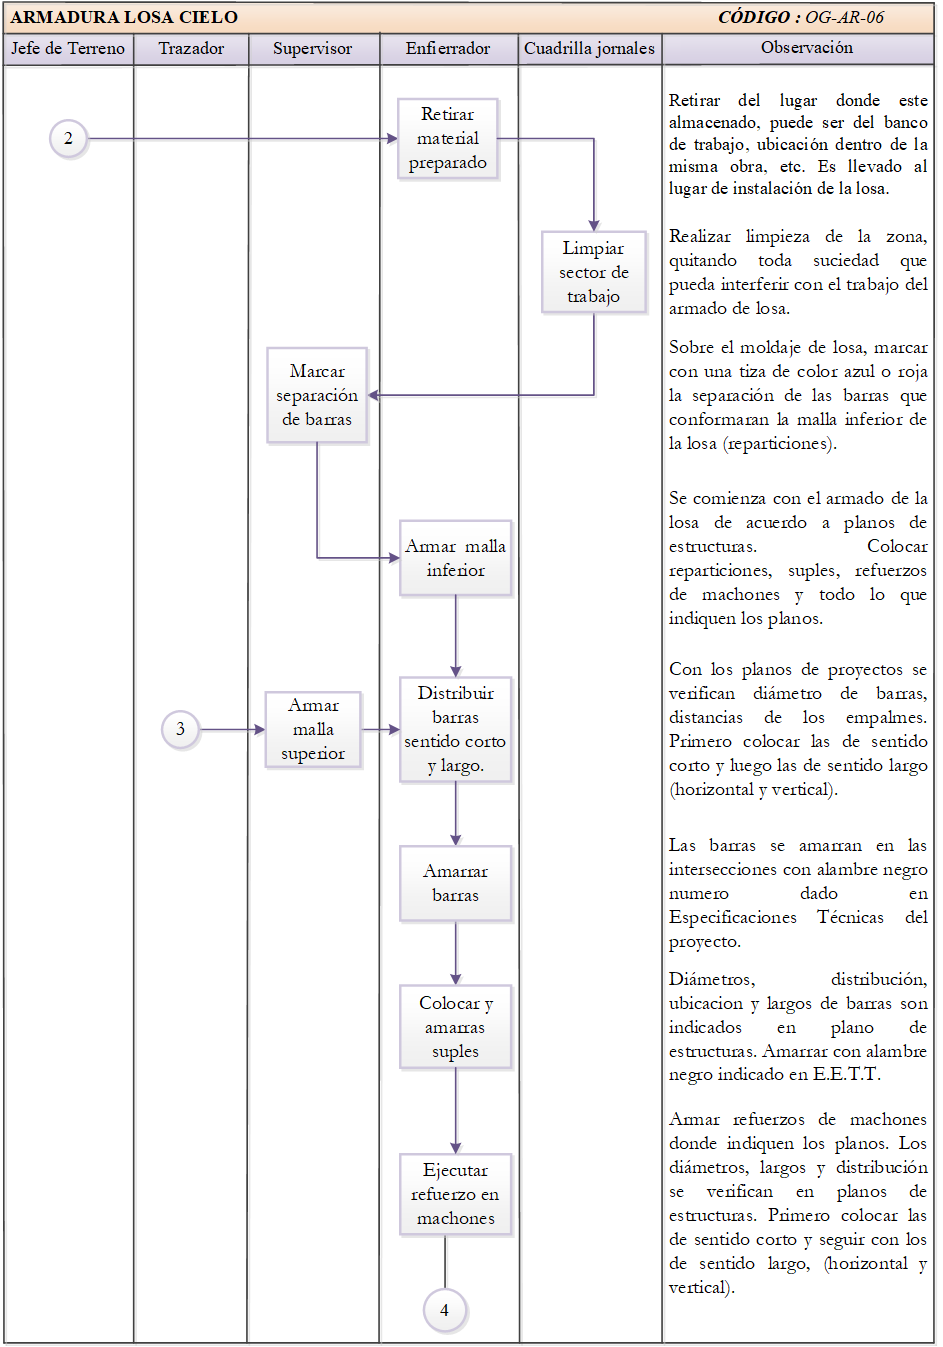 ARMADURA LOSA CIELO
CÓDIGO : OG-AR-06
Jefe de Terreno
Trazador
Supervisor
Enfierrador
Cuadrilla jornales
Observación
2
Retirar
material
preparado
Retirar del lugar donde este
almacenado, puede ser del banco
de trabajo, ubicación dentro de la
misma obra, etc. Es llevado al
lugar de instalación de la losa.
Limpiar
sector de
trabajo
Realizar limpieza de la zona,
quitando toda suciedad que
pueda interferir con el trabajo del
armado de losa.
Marcar
separación
de barras
Sobre el moldaje de losa, marcar
con una tiza de color azul o roja
la separación de las barras que
conformaran la malla inferior de
la losa (reparticiones).
Armar malla
inferior
Se comienza con el armado de la
losa de acuerdo a planos de
estructuras. Colocar
reparticiones, suples, refuerzos
de machones y todo lo que
indiquen los planos.
3
Armar
malla
superior
Distribuir
barras
sentido corto
y largo.
Con los planos de proyectos se
verifican diámetro de barras,
distancias de los empalmes.
Primero colocar las de sentido
corto y luego las de sentido largo
(horizontal y vertical).
Amarrar
barras
Las barras se amarran en las
intersecciones con alambre negro
numero dado en
Especificaciones Técnicas del
proyecto.
Colocar y
amarras
suples
Diámetros, distribución,
ubicacion y largos de barras son
indicados en plano de
estructuras. Amarrar con alambre
negro indicado en E.E.T.T.
Ejecutar
refuerzo en
machones
Armar refuerzos de machones
donde indiquen los planos. Los
diámetros, largos y distribución
se verifican en planos de
estructuras. Primero colocar las
de sentido corto y seguir con los
de sentido largo, (horizontal y
vertical).
4